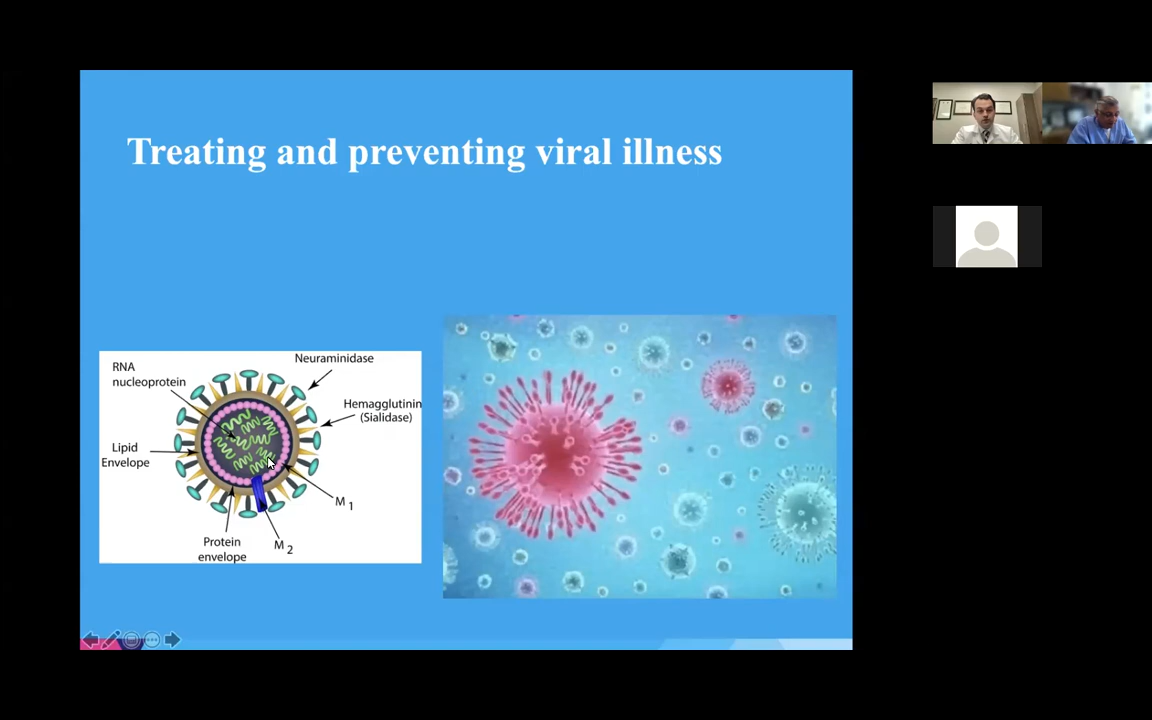 Treating and preventing viral illness
RNA
nucleoprotein
Neuraminidase
Hemagglutinin
(Sialidase)
Lipid
Envelope
M 1
Protein
envelope
M 2